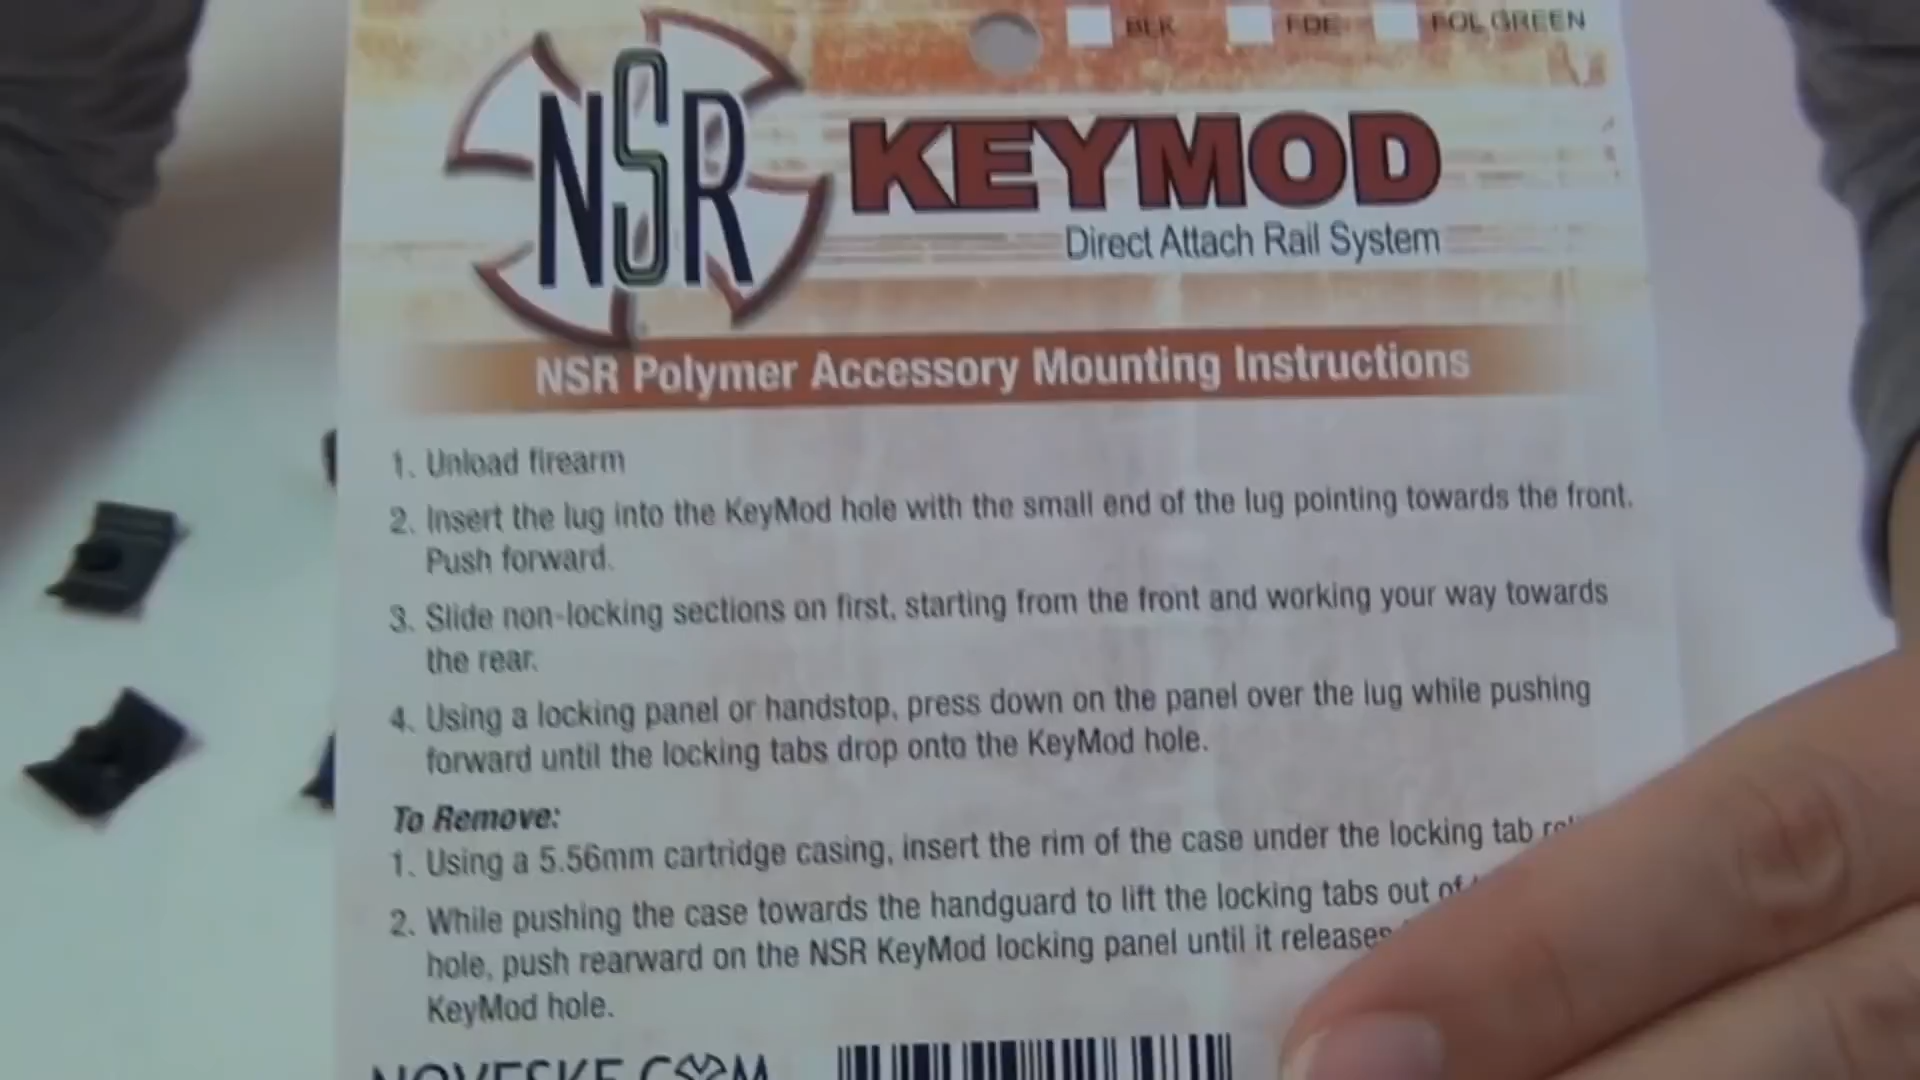 BLK FDE FOL GREEN
NSR
KEYMOD
Direct Attach Rail System
NSR Polymer Accessory Mounting Instructions
1. Unload firearm
2. Insert the lug into the KeyMod hole with the small end of the lug pointing towards the front.
Push forward.
3. Slide non-locking sections on first, starting from the front and working your way towards
the rear.
4. Using a locking panel or handstop, press down on the panel over the lug while pushing
forward until the locking tabs drop onto the KeyMod hole.
To Remove:
1. Using a 5.56mm cartridge casing, insert the rim of the case under the locking tab
2. While pushing the case towards the handguard to lift the locking tabs out of
hole, push rearward on the NSR KeyMod locking panel until it releases
KeyMod hole.
NOVESKE.COM